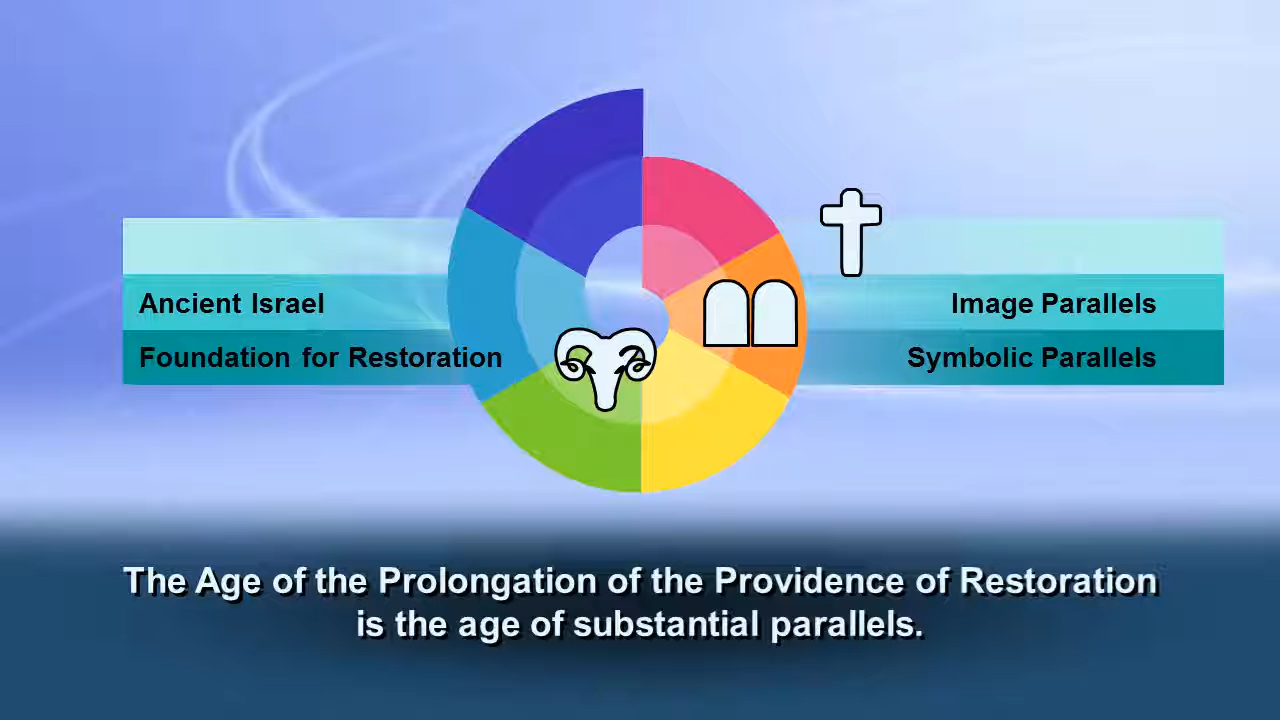 Ancient Israel
Image Parallels
Foundation for Restoration
Symbolic Parallels
The Age of the Prolongation of the Providence of Restoration
is the age of substantial parallels.